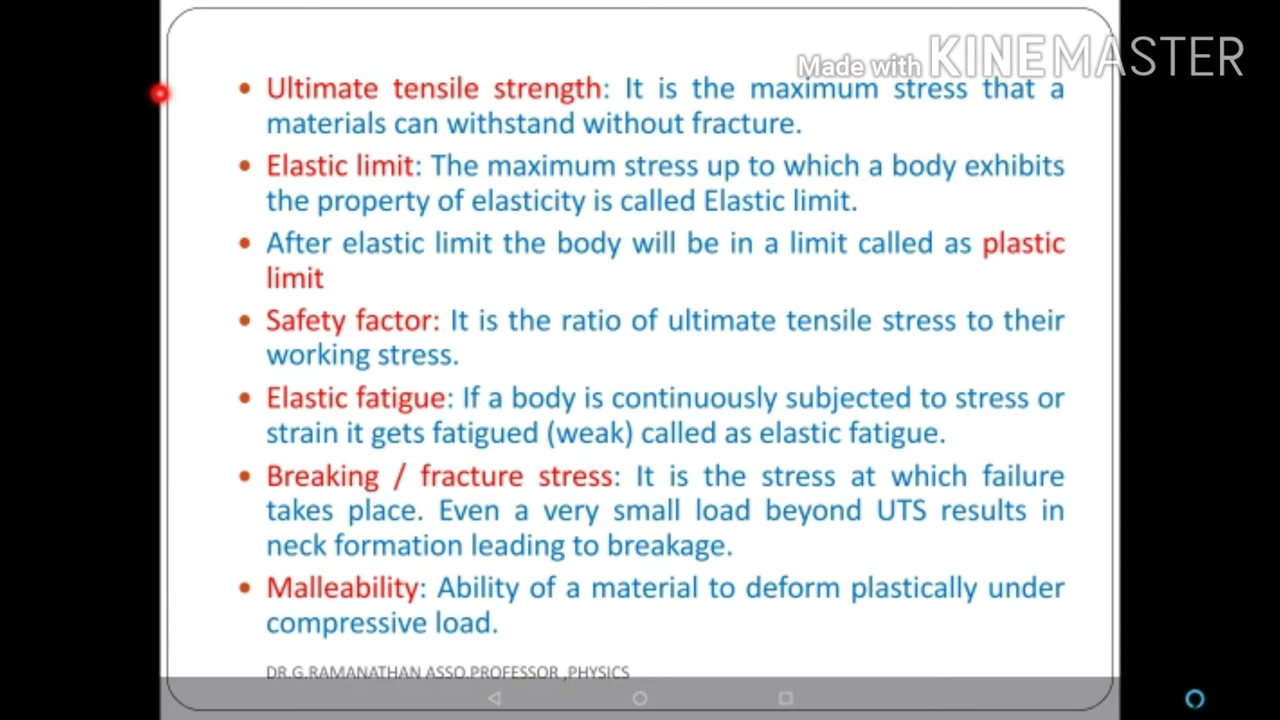 Made with KINEMASTER
• Ultimate tensile strength: It is the maximum stress that a
materials can withstand without fracture.
• Elastic limit: The maximum stress up to which a body exhibits
the property of elasticity is called Elastic limit.
• After elastic limit the body will be in a limit called as plastic
limit
• Safety factor: It is the ratio of ultimate tensile stress to their
working stress.
• Elastic fatigue: If a body is continuously subjected to stress or
strain it gets fatigued (weak) called as elastic fatigue.
• Breaking / fracture stress: It is the stress at which failure
takes place. Even a very small load beyond UTS results in
neck formation leading to breakage.
• Malleability: Ability of a material to deform plastically under
compressive load.
DR.G.RAMANATHAN ASSO.PROFESSOR ,PHYSICS